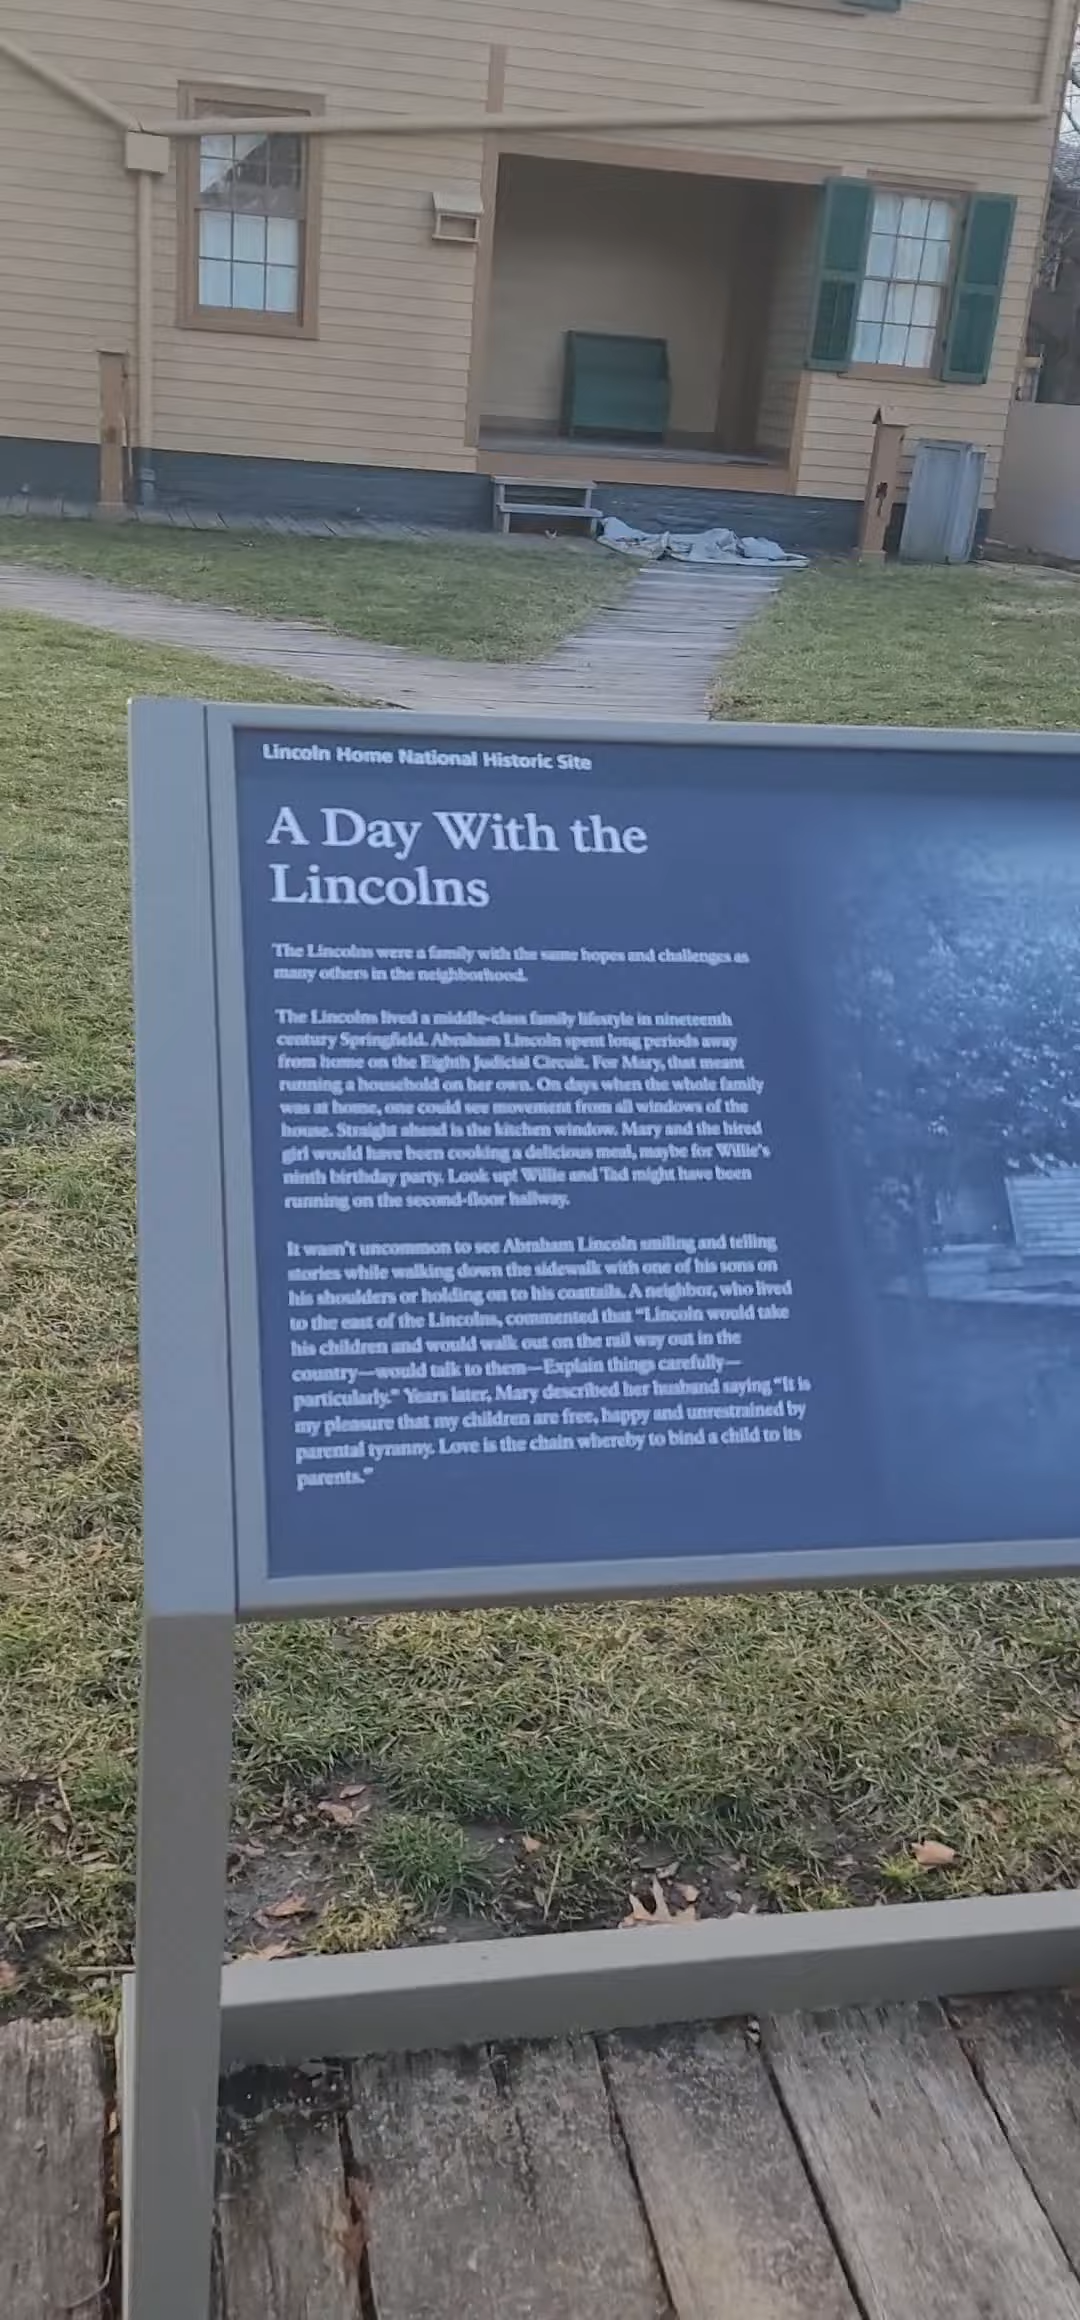 Lincoln Home National Historic Site
A Day With the
Lincolns
The Lincolns were a family with the same hopes and challenges as
many others in the neighborhood.
The Lincolns lived a middle-class family lifestyle in nineteenth
century Springfield. Abraham Lincoln spent long periods away
from home on the Eighth Judicial Circuit. For Mary, that meant
running a household on her own. On days when the whole family
was at home, one could see movement from all windows of the
house. Straight ahead is the kitchen window. Mary and the hired
girl would have been cooking a delicious meal, maybe for Willie's
ninth birthday party. Look up! Willie and Tad might have been
running on the second-floor hallway.
It wasn't uncommon to see Abraham Lincoln smiling and telling
stories while walking down the sidewalk with one of his sons on
his shoulders or holding on to his coattails. A neighbor, who lived
to the east of the Lincolns, commented that "Lincoln would take
his children and would walk out on the rail way out in the
country—would talk to them—Explain things carefully—
particularly." Years later, Mary described her husband saying "It is
my pleasure that my children are free, happy and unrestrained by
parental tyranny. Love is the chain whereby to bind a child to its
parents."